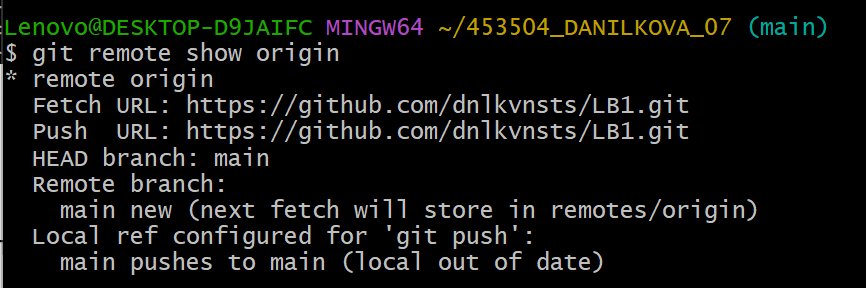 Lenovo@DESKTOP-D9JAIFC MINGW64 ~/453504_DANILKOVA_07 (main)
$ git remote show origin
* remote origin
  Fetch URL: https://github.com/dnlkvnsts/LB1.git
  Push  URL: https://github.com/dnlkvnsts/LB1.git
  HEAD branch: main
  Remote branch:
    main new (next fetch will store in remotes/origin)
  Local ref configured for 'git push':
    main pushes to main (local out of date)